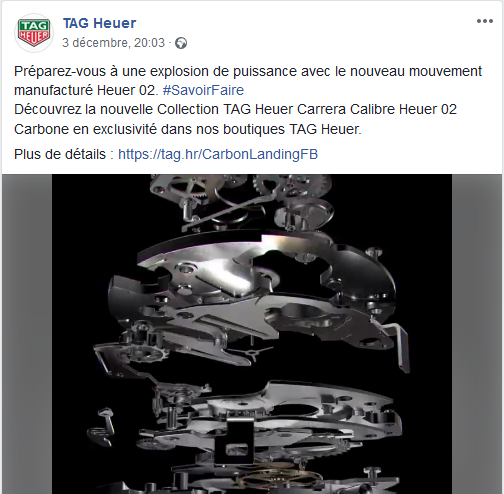 TAG
HEUER
TAG Heuer
3 décembre, 20:03 ·
Préparez-vous à une explosion de puissance avec le nouveau mouvement
manufacturé Heuer 02. #SavoirFaire
Découvrez la nouvelle Collection TAG Heuer Carrera Calibre Heuer 02
Carbone en exclusivité dans nos boutiques TAG Heuer.
Plus de détails : https://tag.hr/CarbonLandingFB